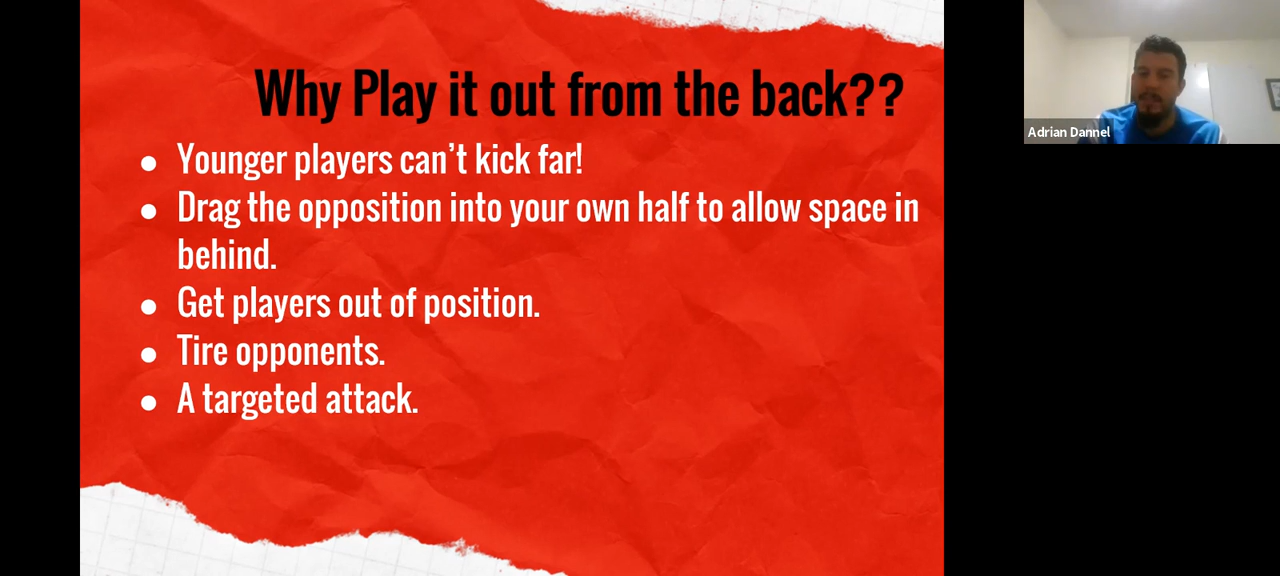 Why Play it out from the back??
● Younger players can’t kick far!
● Drag the opposition into your own half to allow space in
behind.
● Get players out of position.
● Tire opponents.
● A targeted attack.
Adrian Dannel